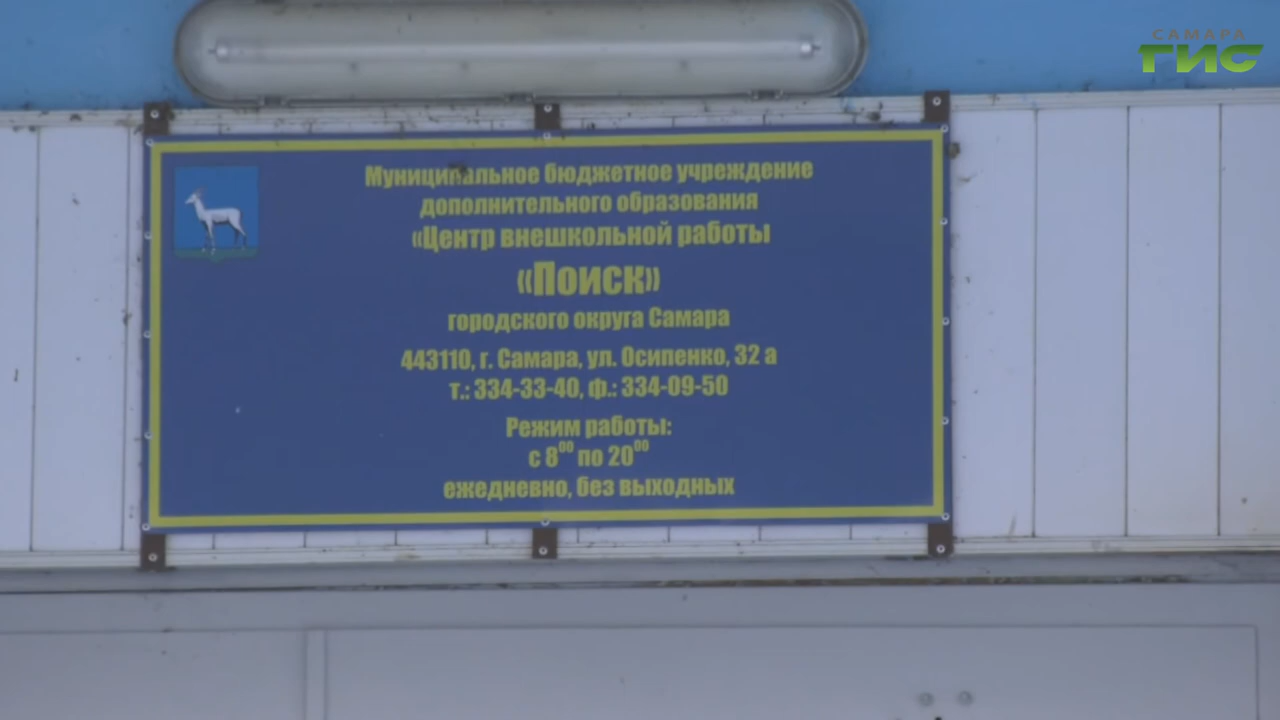 САМАРА
ГИС
Муниципальное бюджетное учреждение
дополнительного образования
«Центр внешкольной работы
«Поиск»
городского округа Самара
443110, г. Самара, ул. Осипенко, 32 а
т.: 334-33-40, ф.: 334-09-50
Режим работы:
с 8⁰⁰ по 20⁰⁰
ежедневно, без выходных